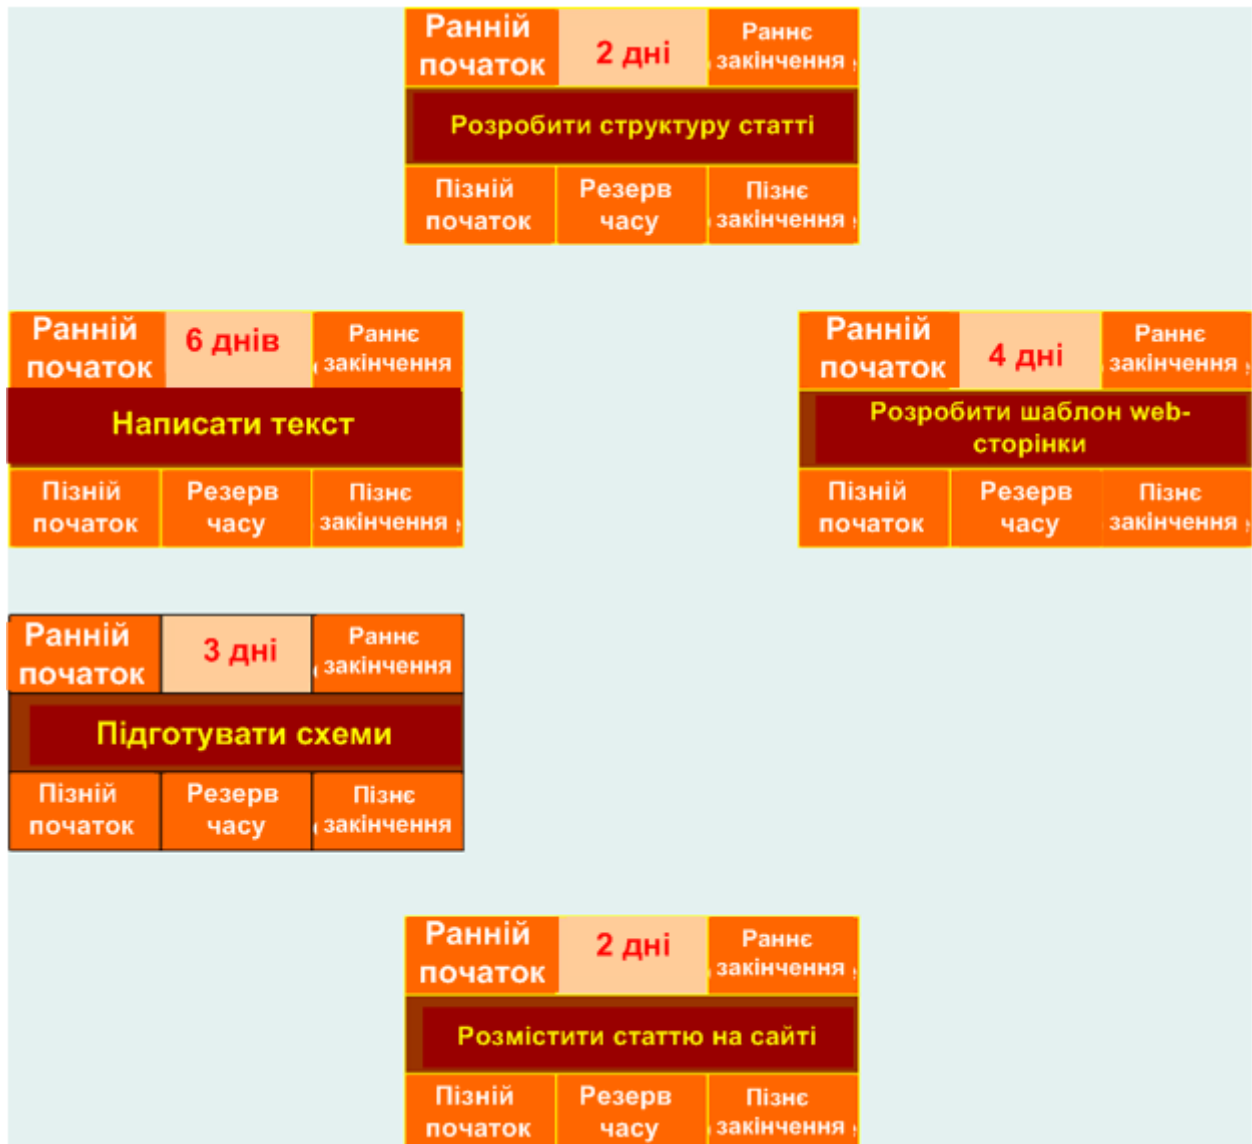 Ранній
початок
2 дні
Раннє
закінчення
Розробити структуру статті
Пізній
початок
Резерв
часу
Пізнє
закінчення
Ранній
початок
6 днів
Раннє
закінчення
Написати текст
Пізній
початок
Резерв
часу
Пізнє
закінчення
Ранній
початок
4 дні
Раннє
закінчення
Розробити шаблон web-
сторінки
Пізній
початок
Резерв
часу
Пізнє
закінчення
Ранній
початок
3 дні
Раннє
закінчення
Підготувати схеми
Пізній
початок
Резерв
часу
Пізнє
закінчення
Ранній
початок
2 дні
Раннє
закінчення
Розмістити статтю на сайті
Пізній
початок
Резерв
часу
Пізнє
закінчення